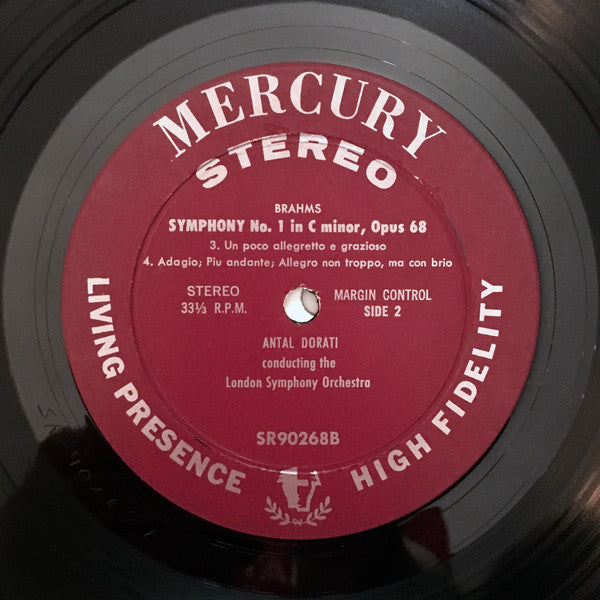 MERCURY
STEREO
BRAHMS
SYMPHONY No. 1 in C minor, Opus 68
3. Un poco allegretto e grazioso
4. Adagio; Piu andante; Allegro non troppo, ma con brio
STEREO
33⅓ R.P.M.
MARGIN CONTROL
SIDE 2
ANTAL DORATI
conducting the
London Symphony Orchestra
SR90268B
LIVING PRESENCE
HIGH FIDELITY